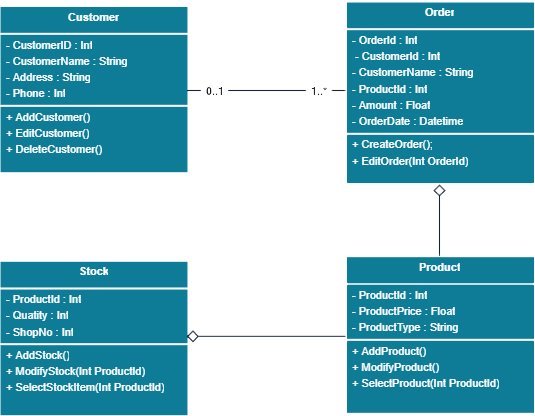 Customer
- CustomerID : Int
- CustomerName : String
- Address : String
- Phone : Int
+ AddCustomer()
+ EditCustomer()
+ DeleteCustomer()
0..1
1..*
Order
- OrderId : Int
- CustomerId : Int
- CustomerName : String
- ProductId : Int
- Amount : Float
- OrderDate : Datetime
+ CreateOrder();
+ EditOrder(Int OrderId)
Stock
- ProductId : Int
- Quatity : Int
- ShopNo : Int
+ AddStock()
+ ModifyStock(Int ProductId)
+ SelectStockItem(Int ProductId)
Product
- ProductId : Int
- ProductPrice : Float
- ProductType : String
+ AddProduct()
+ ModifyProduct()
+ SelectProduct(Int ProductId)